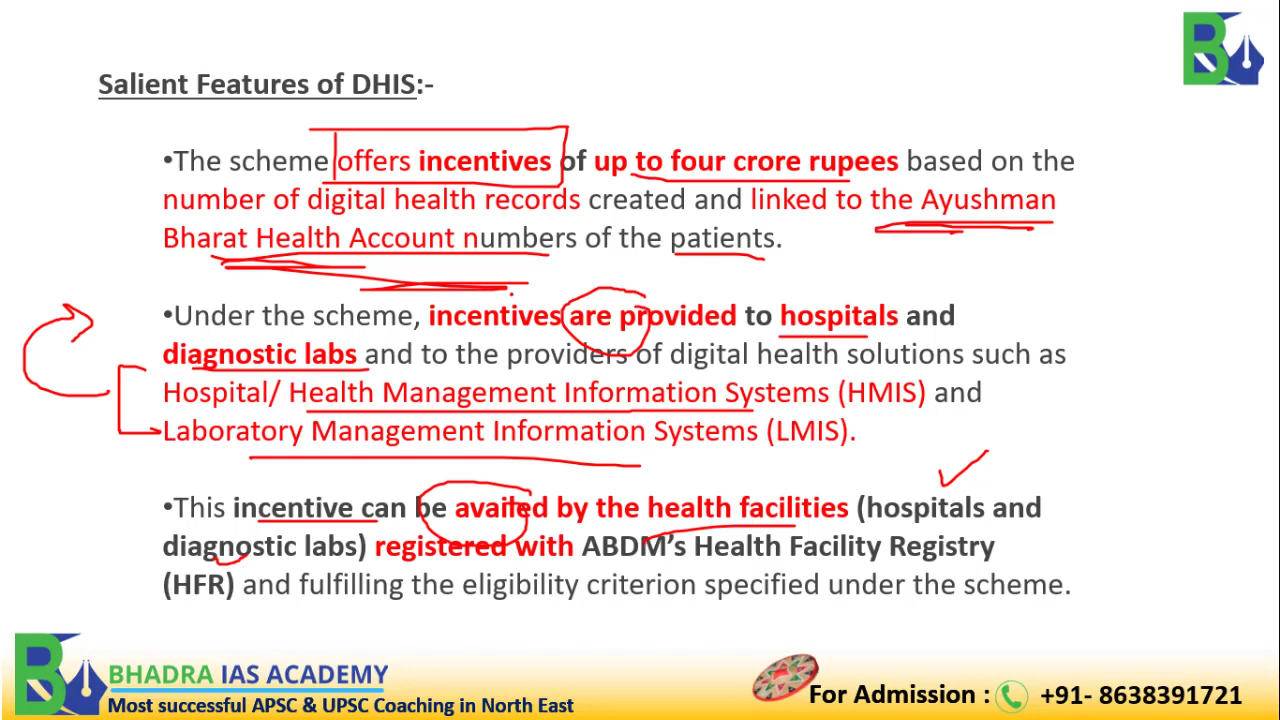 Salient Features of DHIS:-
•The scheme offers incentives of up to four crore rupees based on the
number of digital health records created and linked to the Ayushman
Bharat Health Account numbers of the patients.
•Under the scheme, incentives are provided to hospitals and
diagnostic labs and to the providers of digital health solutions such as
Hospital/ Health Management Information Systems (HMIS) and
Laboratory Management Information Systems (LMIS).
•This incentive can be availed by the health facilities (hospitals and
diagnostic labs) registered with ABDM’s Health Facility Registry
(HFR) and fulfilling the eligibility criterion specified under the scheme.
BHADRA IAS ACADEMY
Most successful APSC & UPSC Coaching in North East
For Admission : +91- 8638391721